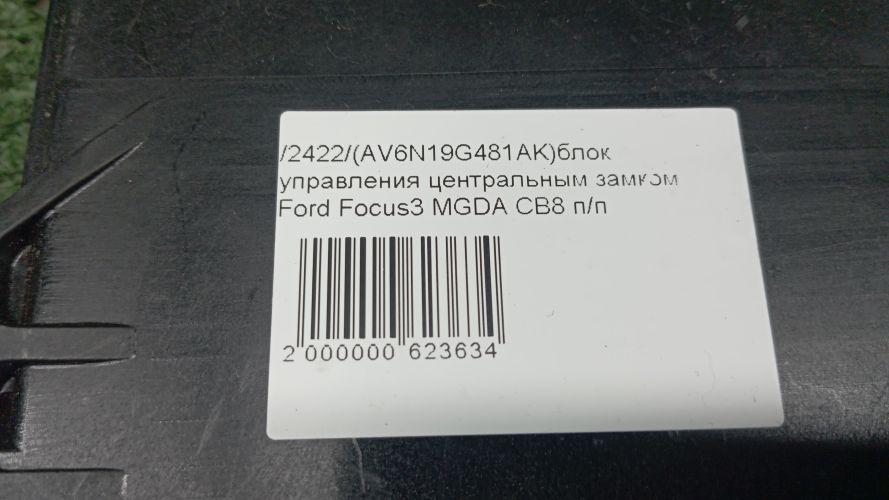 /2422/(AV6N19G481AK)блок
управления центральным замком
Ford Focus3 MGDA CB8 п/п
2 000000 623634